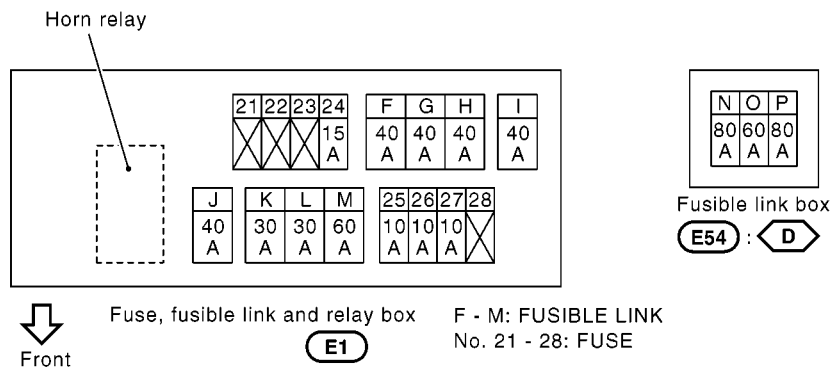 Horn relay
21 22 23 24
15 A
F G H
40 A 40 A 40 A
I
40 A
J
40 A
K L M
30 A 30 A 60 A
25 26 27 28
10 A 10 A 10 A
N O P
80 A 60 A 80 A
Fusible link box
E54 : D
Front
Fuse, fusible link and relay box
E1
F - M: FUSIBLE LINK
No. 21 - 28: FUSE